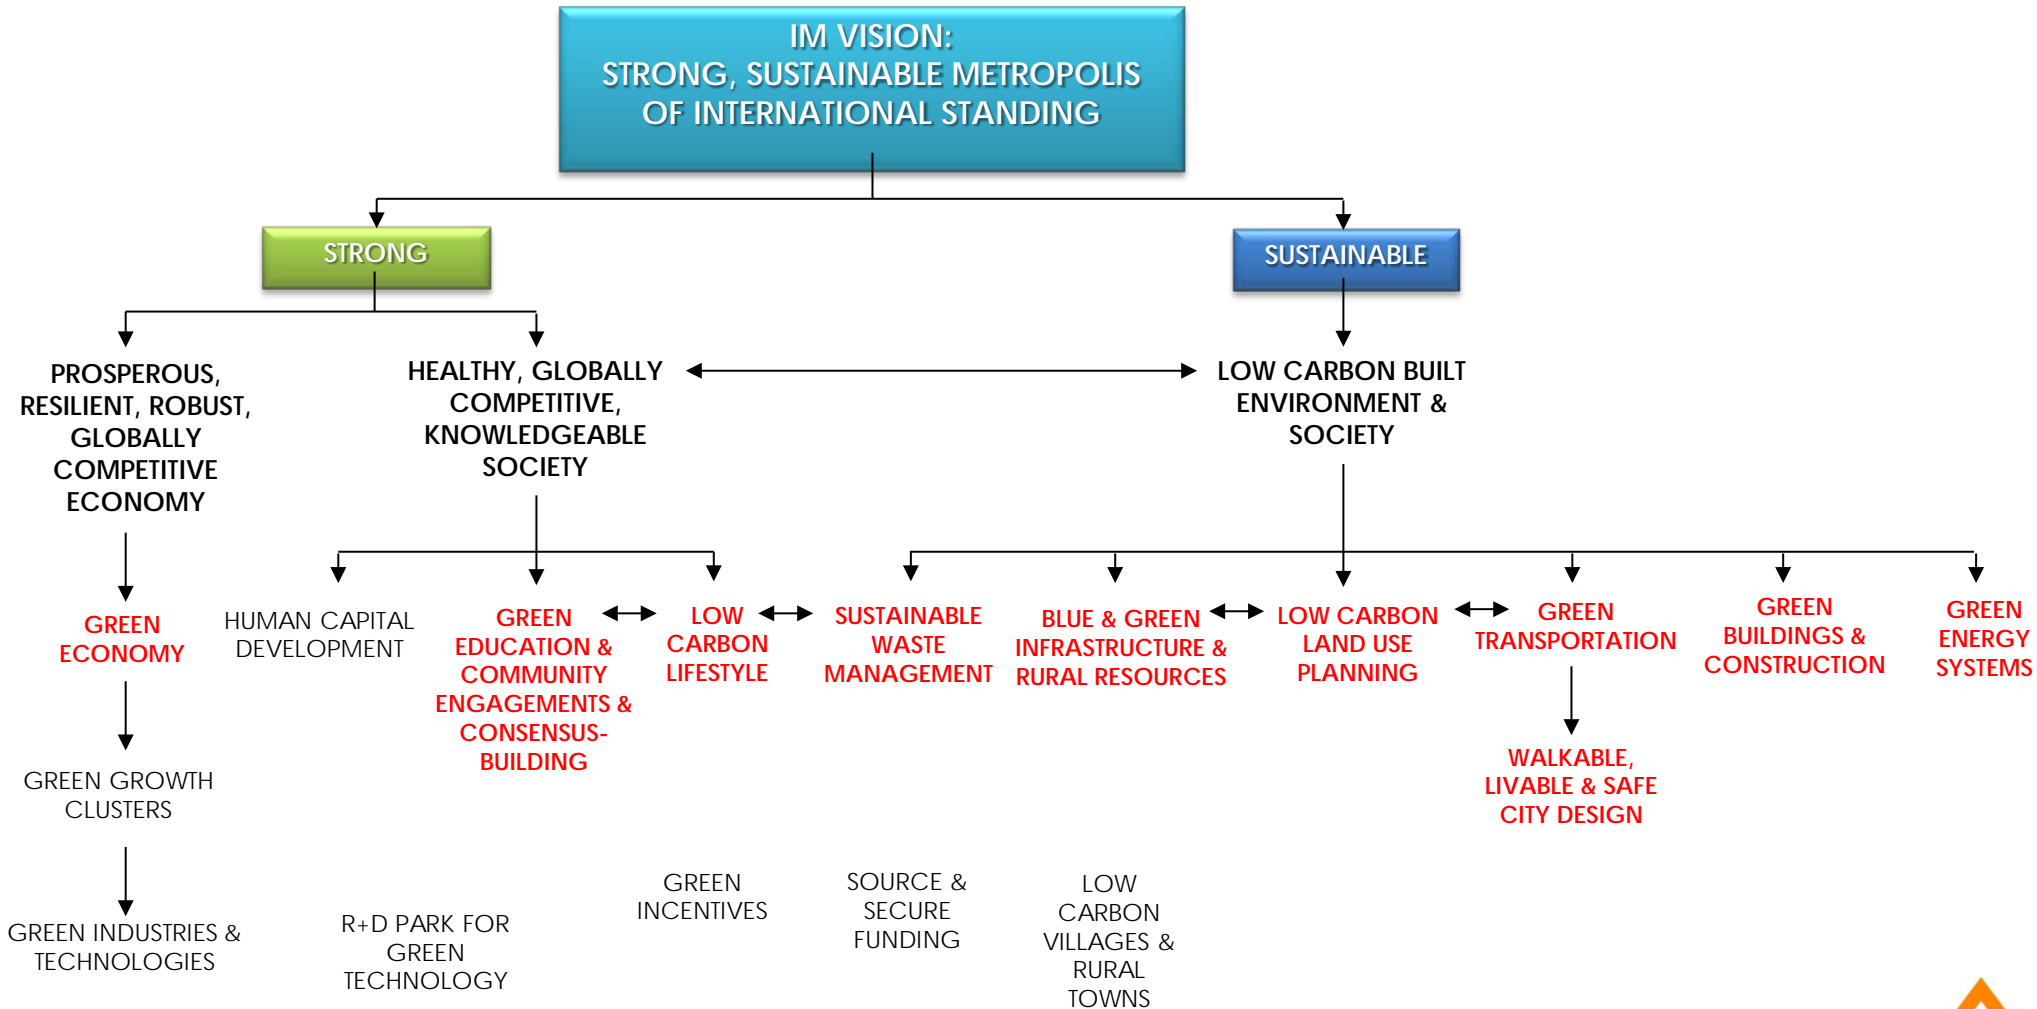 IM VISION:
STRONG, SUSTAINABLE METROPOLIS
OF INTERNATIONAL STANDING
STRONG
SUSTAINABLE
PROSPEROUS,
RESILIENT, ROBUST,
GLOBALLY
COMPETITIVE
ECONOMY
HEALTHY, GLOBALLY
COMPETITIVE,
KNOWLEDGEABLE
SOCIETY
LOW CARBON BUILT
ENVIRONMENT &
SOCIETY
GREEN
ECONOMY
HUMAN CAPITAL
DEVELOPMENT
GREEN
EDUCATION &
COMMUNITY
ENGAGEMENTS &
CONSENSUS-
BUILDING
LOW
CARBON
LIFESTYLE
SUSTAINABLE
WASTE
MANAGEMENT
BLUE & GREEN
INFRASTRUCTURE &
RURAL RESOURCES
LOW CARBON
LAND USE
PLANNING
GREEN
TRANSPORTATION
GREEN
BUILDINGS &
CONSTRUCTION
GREEN
ENERGY
SYSTEMS
WALKABLE,
LIVABLE & SAFE
CITY DESIGN
GREEN GROWTH
CLUSTERS
GREEN INDUSTRIES &
TECHNOLOGIES
R+D PARK FOR
GREEN
TECHNOLOGY
GREEN
INCENTIVES
SOURCE &
SECURE
FUNDING
LOW
CARBON
VILLAGES &
RURAL
TOWNS